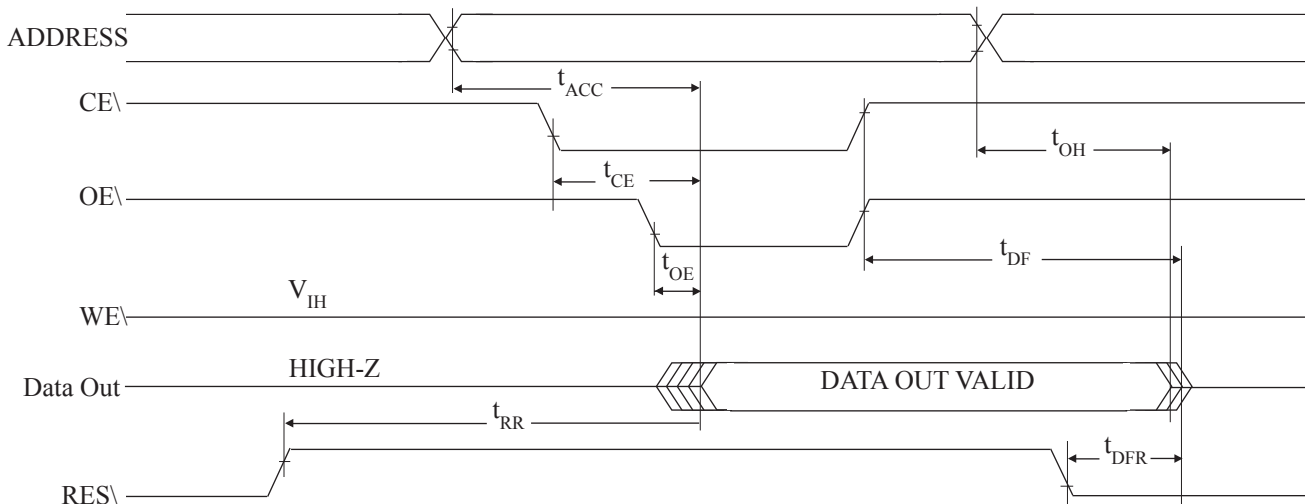 ADDRESS
tACC
CE\
tOH
tCE
OE\
tDF
tOE
VIH
WE\
HIGH-Z
Data Out
DATA OUT VALID
tRR
tDFR
RES\